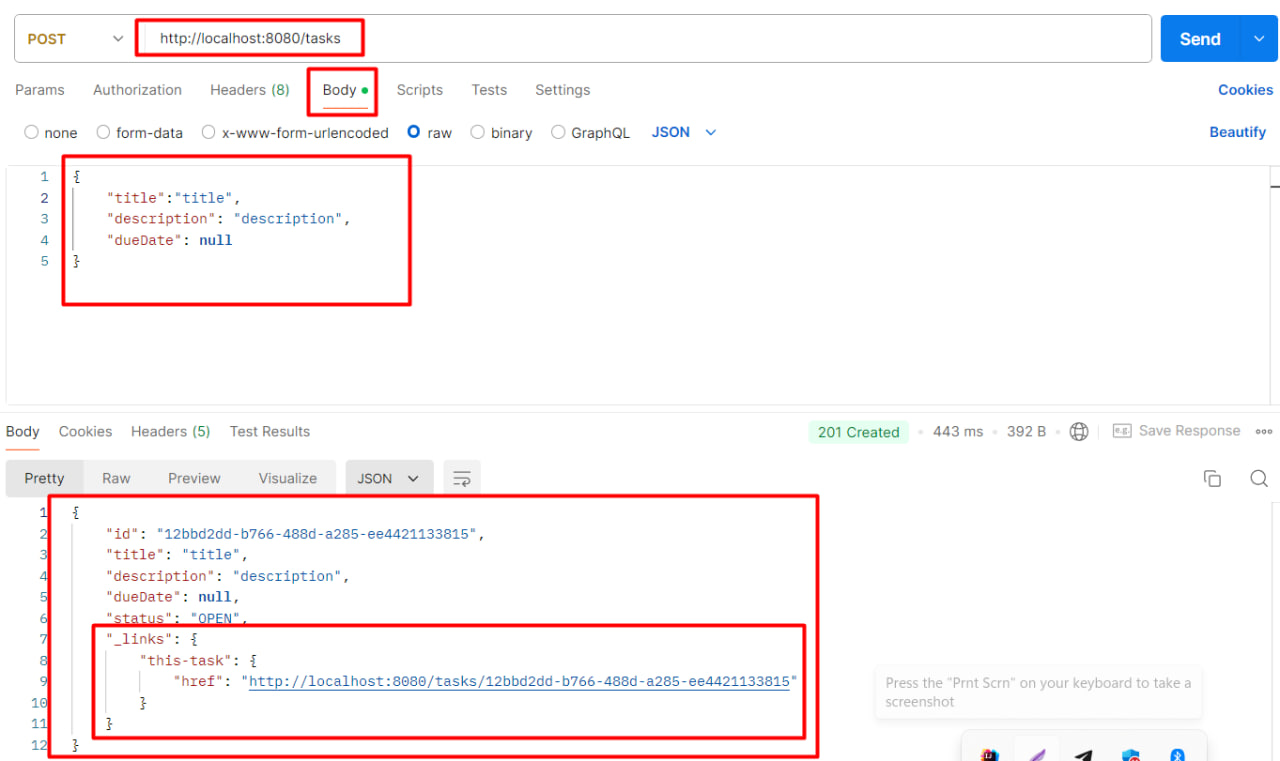 POST http://localhost:8080/tasks Send
Params Authorization Headers (8) Body Scripts Tests Settings Cookies
none form-data x-www-form-urlencoded raw binary GraphQL JSON Beautify
1 {
2 "title":"title",
3 "description": "description",
4 "dueDate": null
5 }
Body Cookies Headers (5) Test Results 201 Created 443 ms 392 B e.g. Save Response
Pretty Raw Preview Visualize JSON
1 {
2 "id": "12bbd2dd-b766-488d-a285-ee4421133815",
3 "title": "title",
4 "description": "description",
5 "dueDate": null,
6 "status": "OPEN",
7 "_links": {
8 "this-task": {
9 "href": "http://localhost:8080/tasks/12bbd2dd-b766-488d-a285-ee4421133815"
10 }
11 }
12 }
Press the "Prnt Scrn" on your keyboard to take a
screenshot